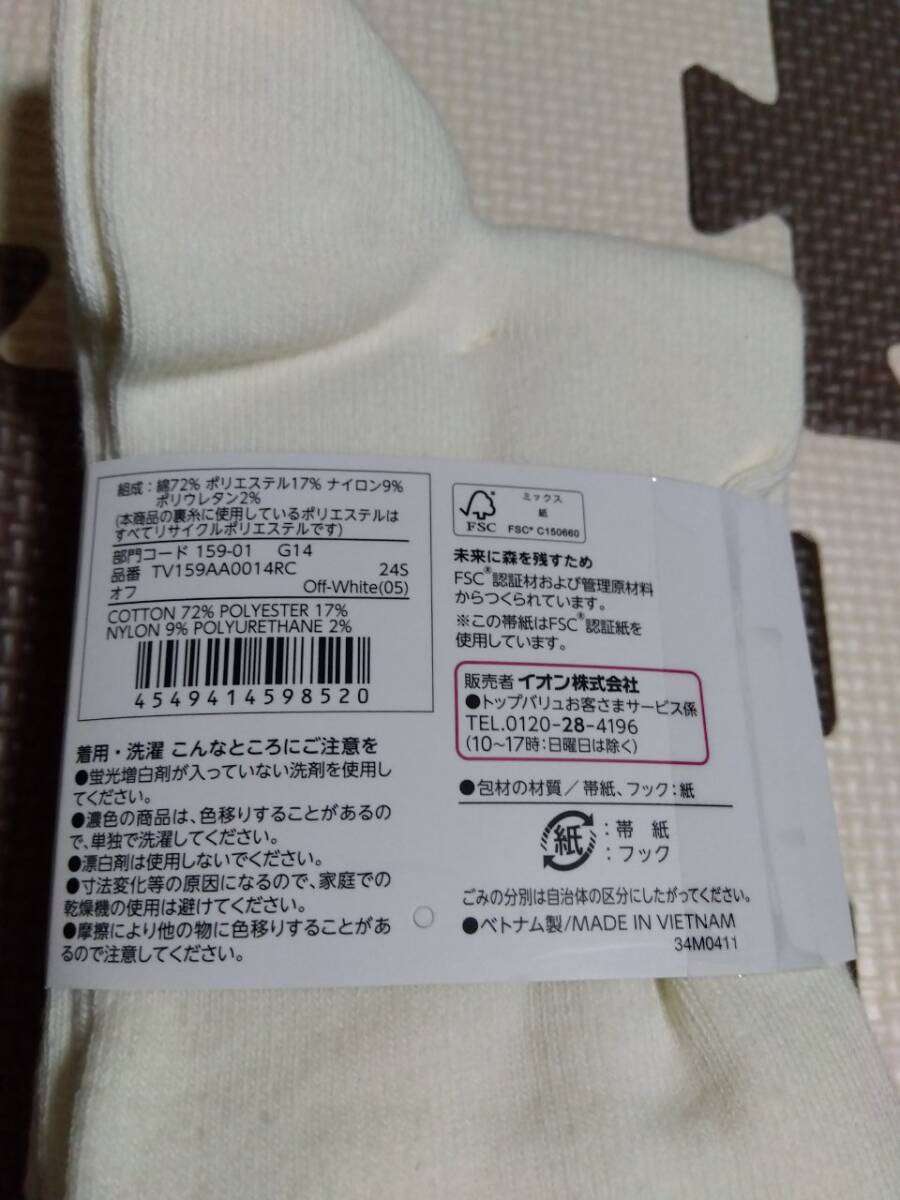 組成：綿72% ポリエステル17% ナイロン9%
ポリウレタン2%
(本商品の裏糸に使用しているポリエステルは
すべてリサイクルポリエステルです)
部門コード 159-01 G14
品番 TV159AA0014RC 24S
オフ Off-White(05)
COTTON 72% POLYESTER 17%
NYLON 9% POLYURETHANE 2%
4549414598520
着用・洗濯 こんなところにご注意を
●蛍光増白剤が入っていない洗剤を使用し
てください。
●濃色の商品は、色移りすることがあるの
で、単独で洗濯してください。
●漂白剤は使用しないでください。
●寸法変化等の原因になるので、家庭での
乾燥機の使用は避けてください。
●摩擦により他の物に色移りすることがあ
るので注意してください。
FSC
ミックス
紙
FSC® C150660
未来に森を残すため
FSC®認証材および管理原材料
からつくられています。
※この帯紙はFSC®認証紙を
使用しています。
販売者 イオン株式会社
●トップバリュお客さまサービス係
TEL.0120-28-4196
(10～17時：日曜日は除く)
●包材の材質／帯紙、フック：紙
紙
：帯 紙
：フック
ごみの分別は自治体の区分にしたがってください。
●ベトナム製/MADE IN VIETNAM
34M0411